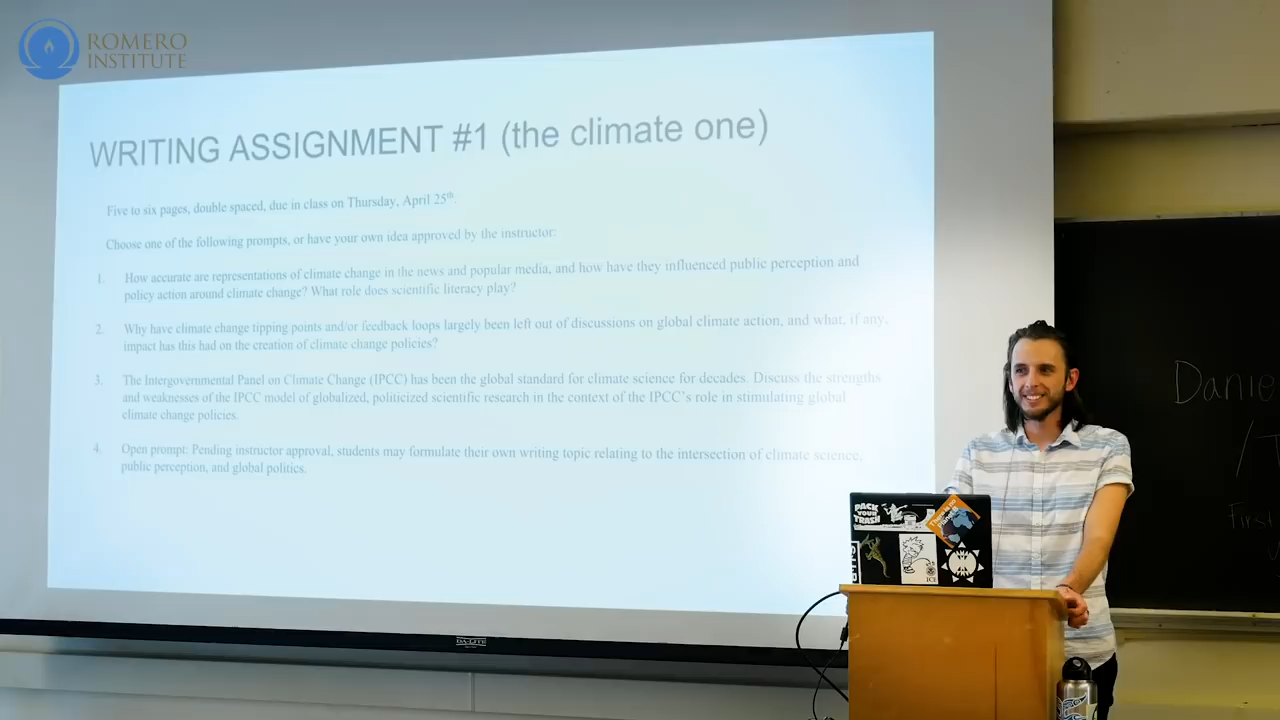 ROMERO
INSTITUTE
WRITING ASSIGNMENT #1 (the climate one)
Five to six pages, double spaced, due in class on Thursday, April 25th.
Choose one of the following prompts, or have your own idea approved by the instructor:
1. How accurate are representations of climate change in the news and popular media, and how have they influenced public perception and
policy action around climate change? What role does scientific literacy play?
2. Why have climate change tipping points and/or feedback loops largely been left out of discussions on global climate action, and what, if any,
impact has this had on the creation of climate change policies?
3. The Intergovernmental Panel on Climate Change (IPCC) has been the global standard for climate science for decades. Discuss the strengths
and weaknesses of the IPCC model of globalized, politicized scientific research in the context of the IPCC's role in stimulating global
climate change policies.
4. Open prompt: Pending instructor approval, students may formulate their own writing topic relating to the intersection of climate science,
public perception, and global politics.
DA-LITE
PACK
YOUR
TRASH
There is no
ICE
Danie
First